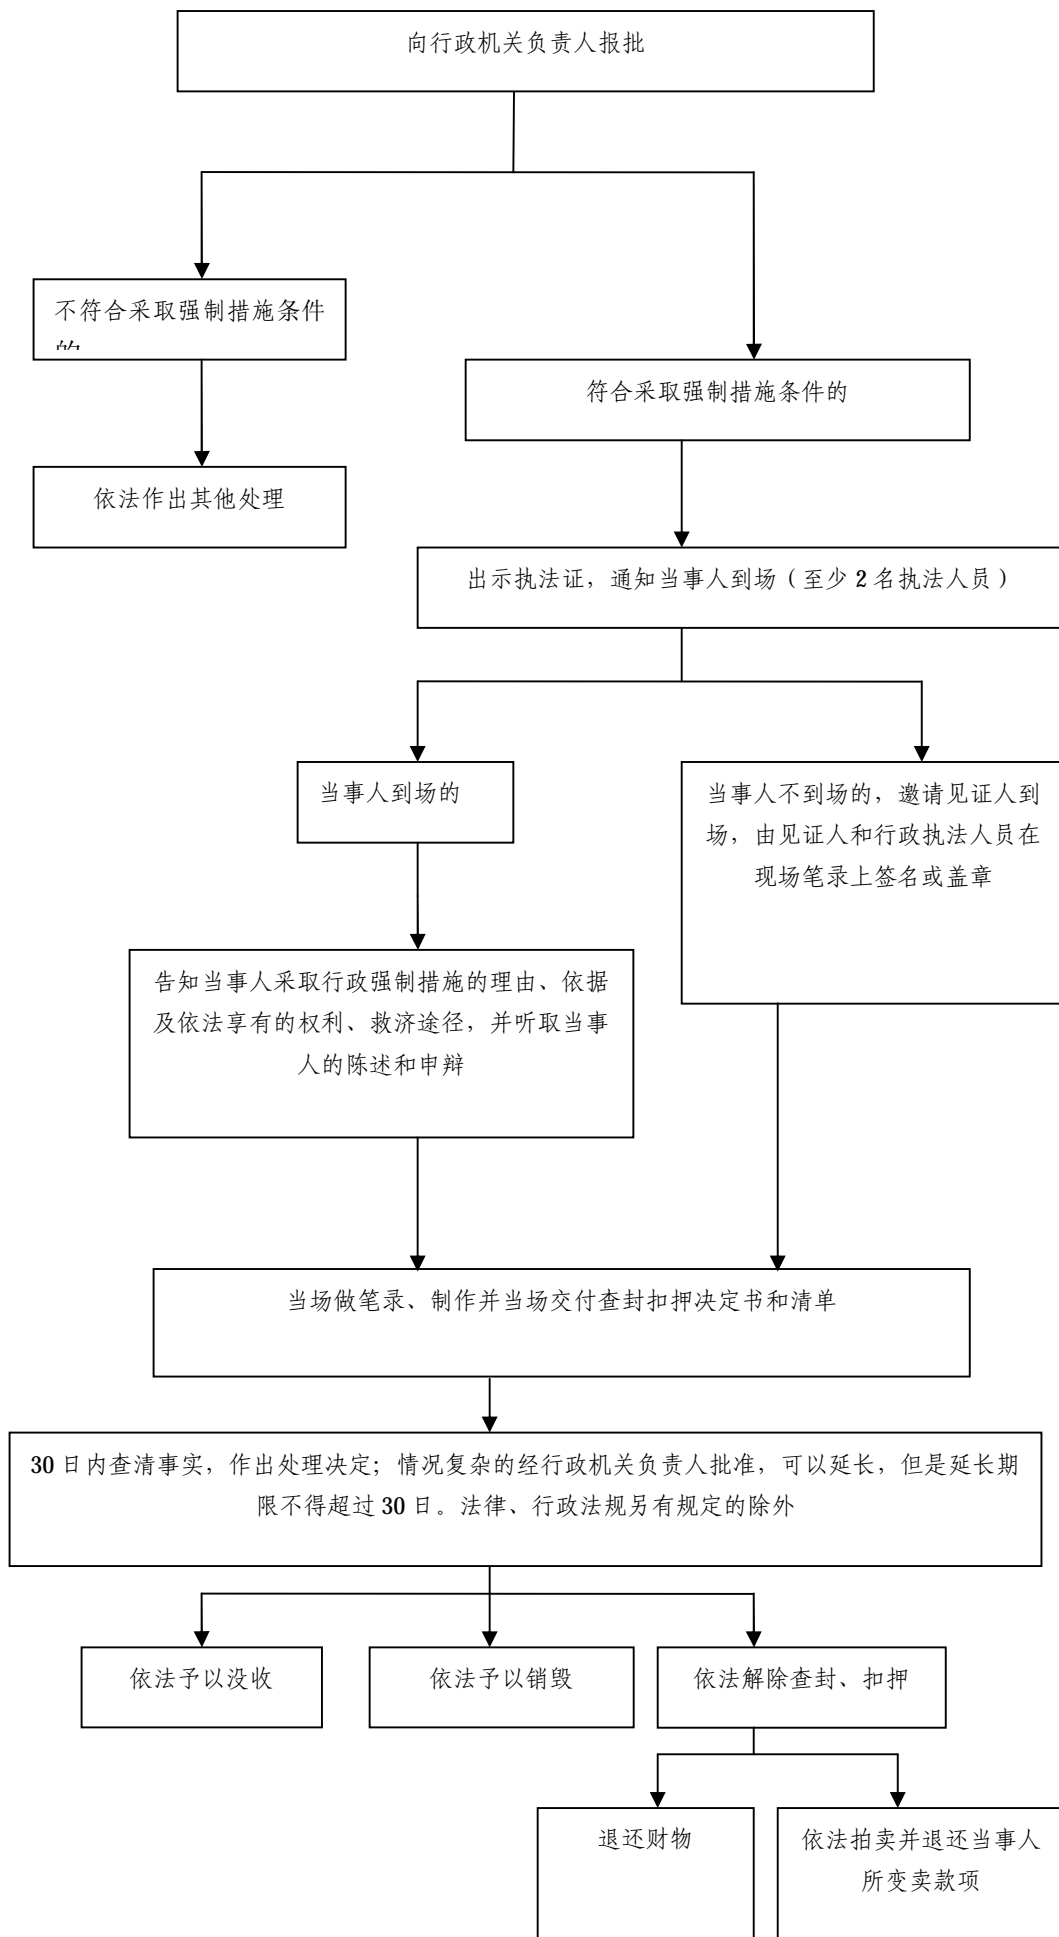 向行政机关负责人报批
不符合采取强制措施条件
符合采取强制措施条件的
依法作出其他处理
出示执法证，通知当事人到场（至少 2 名执法人员）
当事人到场的
当事人不到场的，邀请见证人到
场，由见证人和行政执法人员在
现场笔录上签名或盖章
告知当事人采取行政强制措施的理由、依据
及依法享有的权利、救济途径，并听取当事
人的陈述和申辩
当场做笔录、制作并当场交付查封扣押决定书和清单
30 日内查清事实，作出处理决定；情况复杂的经行政机关负责人批准，可以延长，但是延长期
限不得超过 30 日。法律、行政法规另有规定的除外
依法予以没收
依法予以销毁
依法解除查封、扣押
退还财物
依法拍卖并退还当事人
所变卖款项